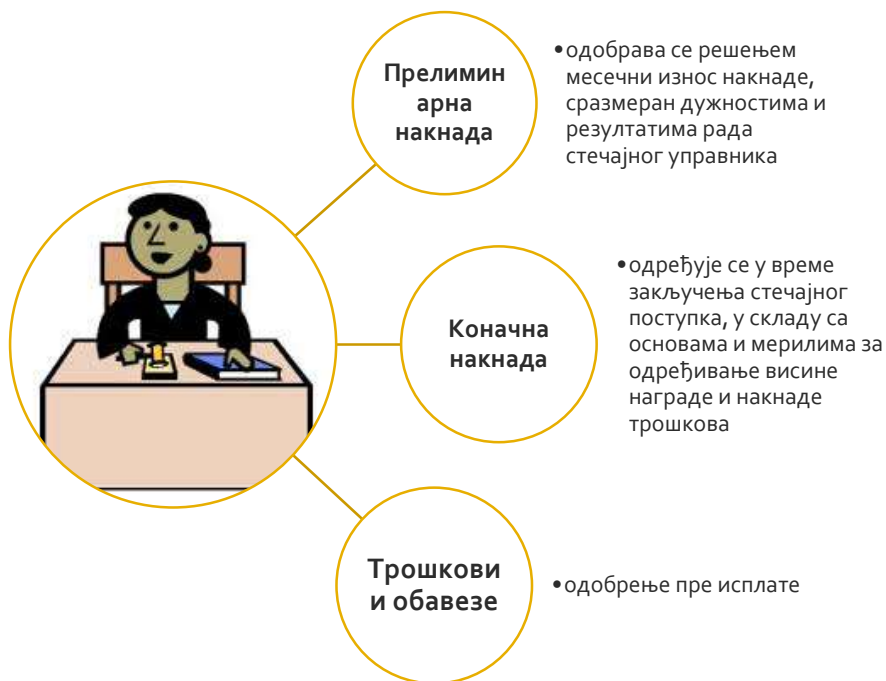 Прелимин
арна
накнада
•одобрава се решењем
месечни износ накнаде,
сразмеран дужностима и
резултатима рада
стечајног управника
Коначна
накнада
•одређује се у време
закључења стечајног
поступка, у складу са
основама и мерилима за
одређивање висине
награде и накнаде
трошкова
Трошкови
и обавезе
•одобрење пре исплате